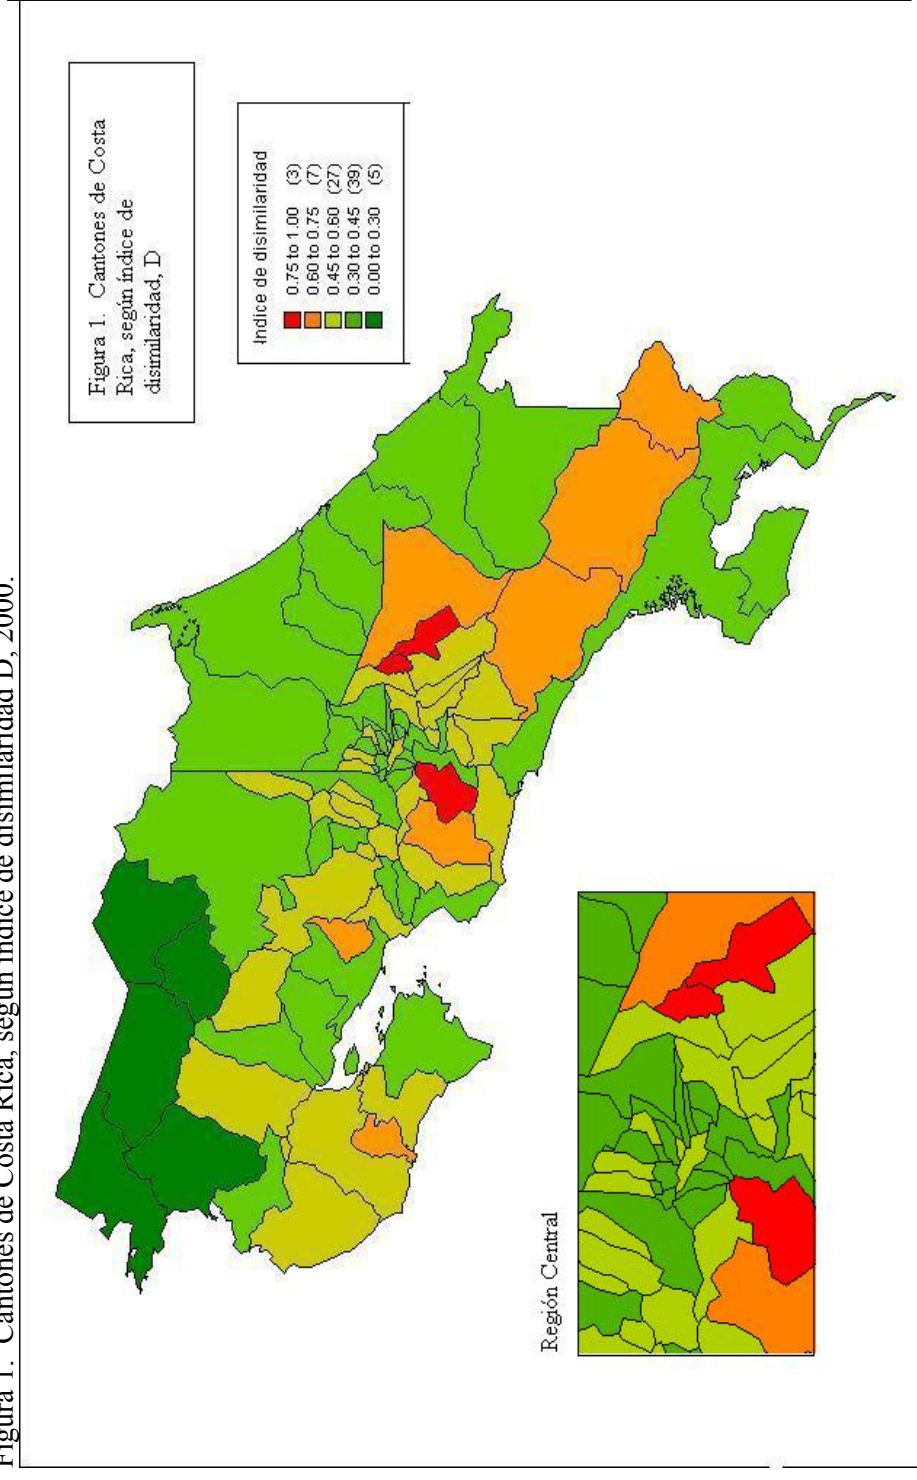 Figura 1.  Cantones de Costa Rica, según índice de disimilaridad D, 2000.
Figura 1.  Cantones de Costa
Rica, según índice de
disimilaridad, D
Indice de disimilaridad
0.75 to 1.00 (3)
0.60 to 0.75 (7)
0.45 to 0.60 (27)
0.30 to 0.45 (39)
0.00 to 0.30 (5)
Región Central